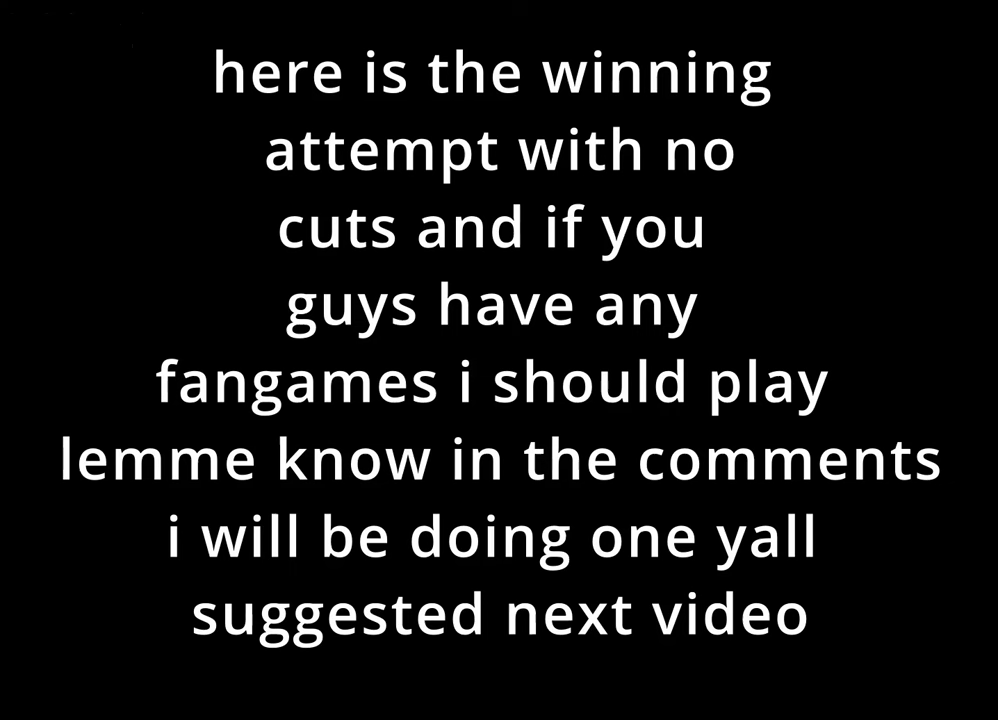 here is the winning
attempt with no
cuts and if you
guys have any
fangames i should play
lemme know in the comments
i will be doing one yall
suggested next video